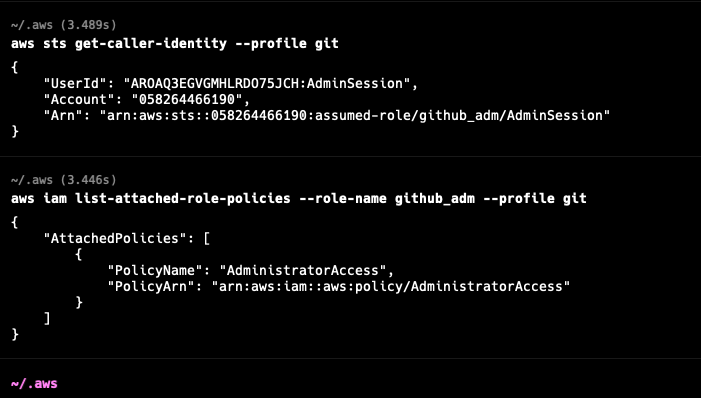 ~/.aws (3.489s)
aws sts get-caller-identity --profile git
{
    "UserId": "AROAQ3EGVGMHLRDO75JCH:AdminSession",
    "Account": "058264466190",
    "Arn": "arn:aws:sts::058264466190:assumed-role/github_adm/AdminSession"
}
~/.aws (3.446s)
aws iam list-attached-role-policies --role-name github_adm --profile git
{
    "AttachedPolicies": [
        {
            "PolicyName": "AdministratorAccess",
            "PolicyArn": "arn:aws:iam::aws:policy/AdministratorAccess"
        }
    ]
}
~/.aws